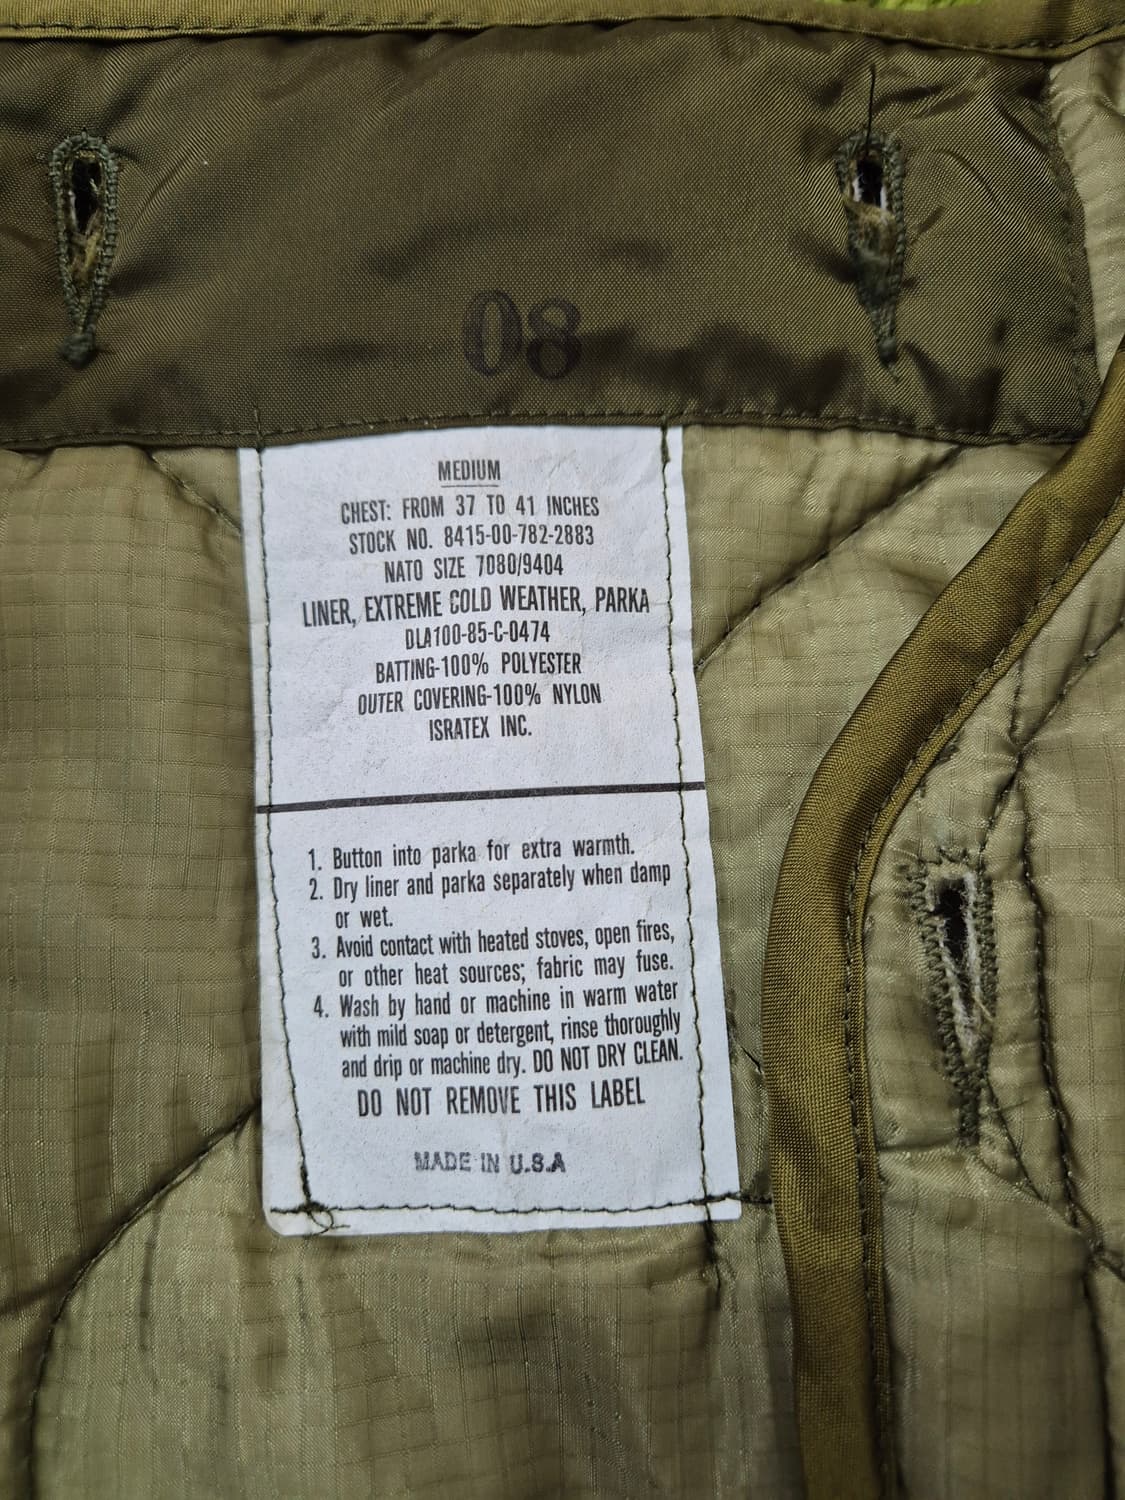 08
MEDIUM
CHEST: FROM 37 TO 41 INCHES
STOCK NO. 8415-00-782-2883
NATO SIZE 7080/9404
LINER, EXTREME COLD WEATHER, PARKA
DLA100-85-C-0474
BATTING-100% POLYESTER
OUTER COVERING-100% NYLON
ISRATEX INC.
1. Button into parka for extra warmth.
2. Dry liner and parka separately when damp
or wet.
3. Avoid contact with heated stoves, open fires,
or other heat sources; fabric may fuse.
4. Wash by hand or machine in warm water
with mild soap or detergent, rinse thoroughly
and drip or machine dry. DO NOT DRY CLEAN.
DO NOT REMOVE THIS LABEL
MADE IN U.S.A